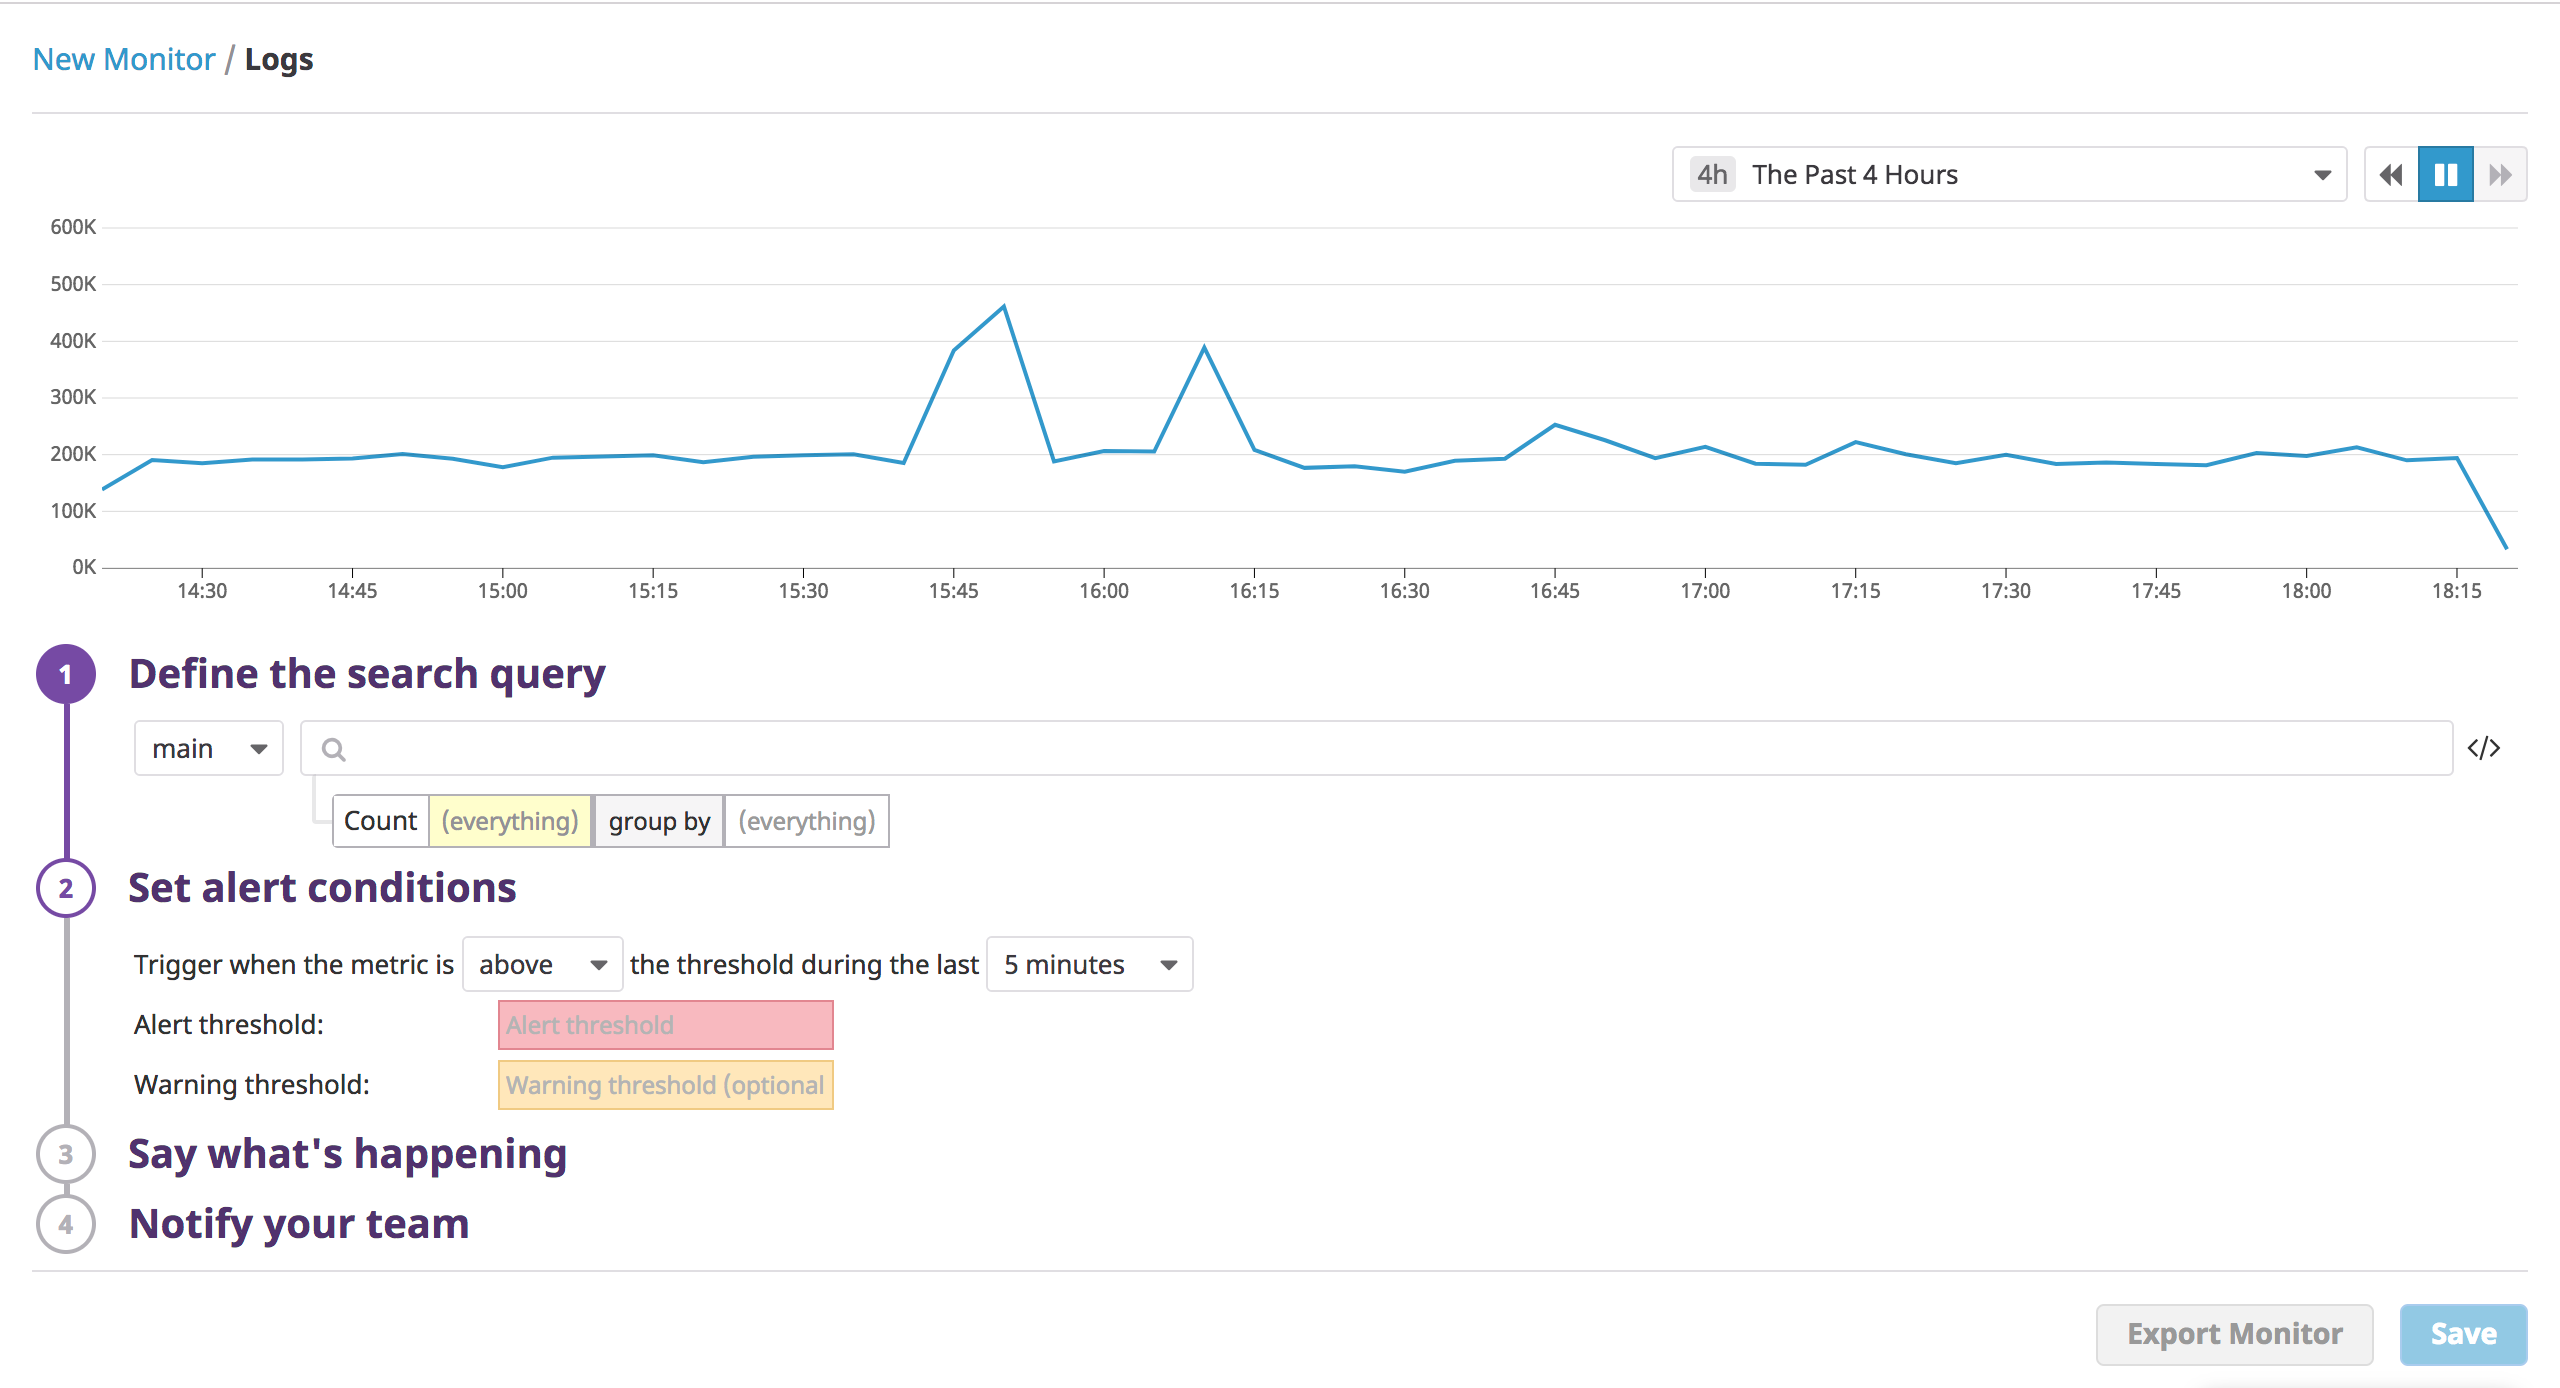 New Monitor / Logs
4h The Past 4 Hours
600K
500K
400K
300K
200K
100K
0K
14:30 14:45 15:00 15:15 15:30 15:45 16:00 16:15 16:30 16:45 17:00 17:15 17:30 17:45 18:00 18:15
1 Define the search query
main </>
Count (everything) group by (everything)
2 Set alert conditions
Trigger when the metric is above the threshold during the last 5 minutes
Alert threshold: Alert threshold
Warning threshold: Warning threshold (optional
3 Say what's happening
4 Notify your team
Export Monitor Save